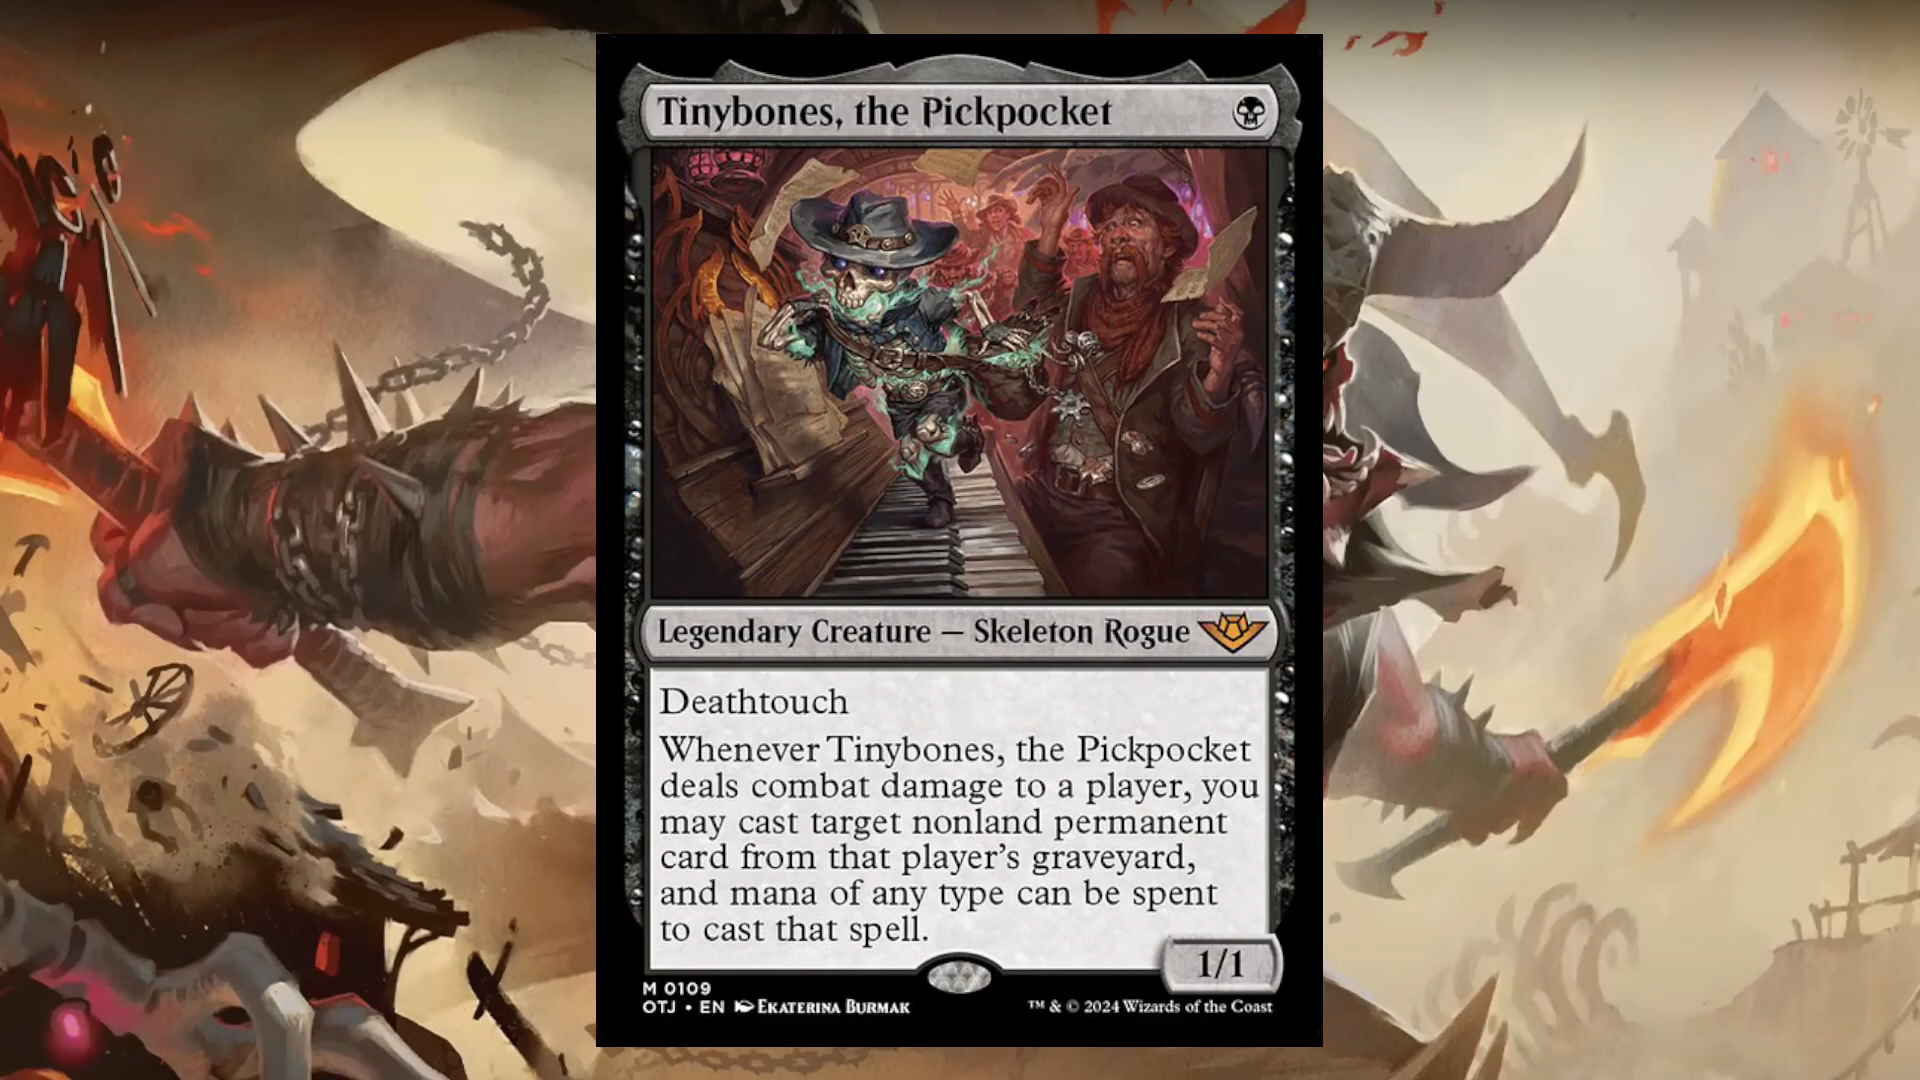 Tinybones, the Pickpocket
Legendary Creature — Skeleton Rogue
Deathtouch
Whenever Tinybones, the Pickpocket
deals combat damage to a player, you
may cast target nonland permanent
card from that player's graveyard,
and mana of any type can be spent
to cast that spell.
1/1
M 0109
OTJ • EN Ekaterina Burmak
™ & © 2024 Wizards of the Coast